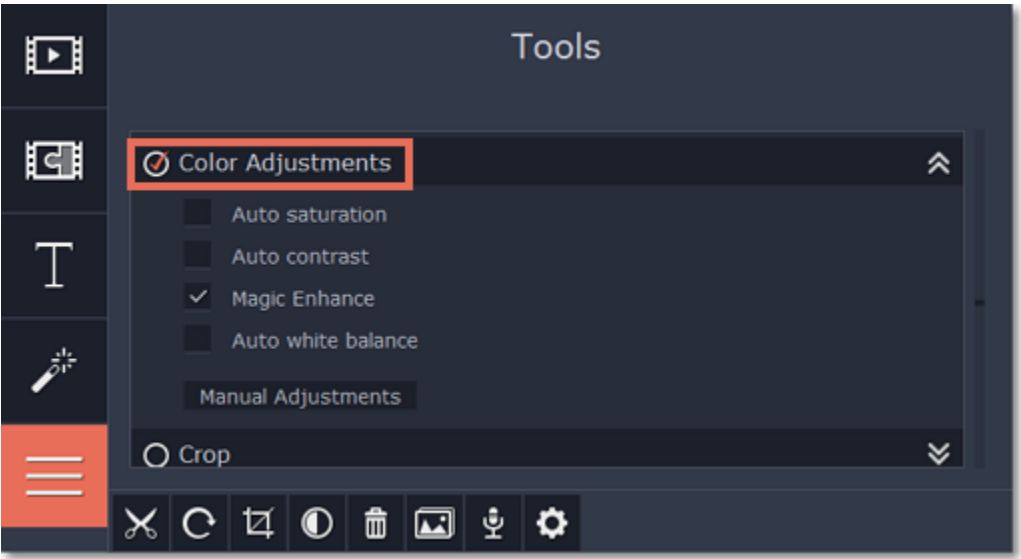 Tools
Color Adjustments
Auto saturation
Auto contrast
Magic Enhance
Auto white balance
Manual Adjustments
Crop